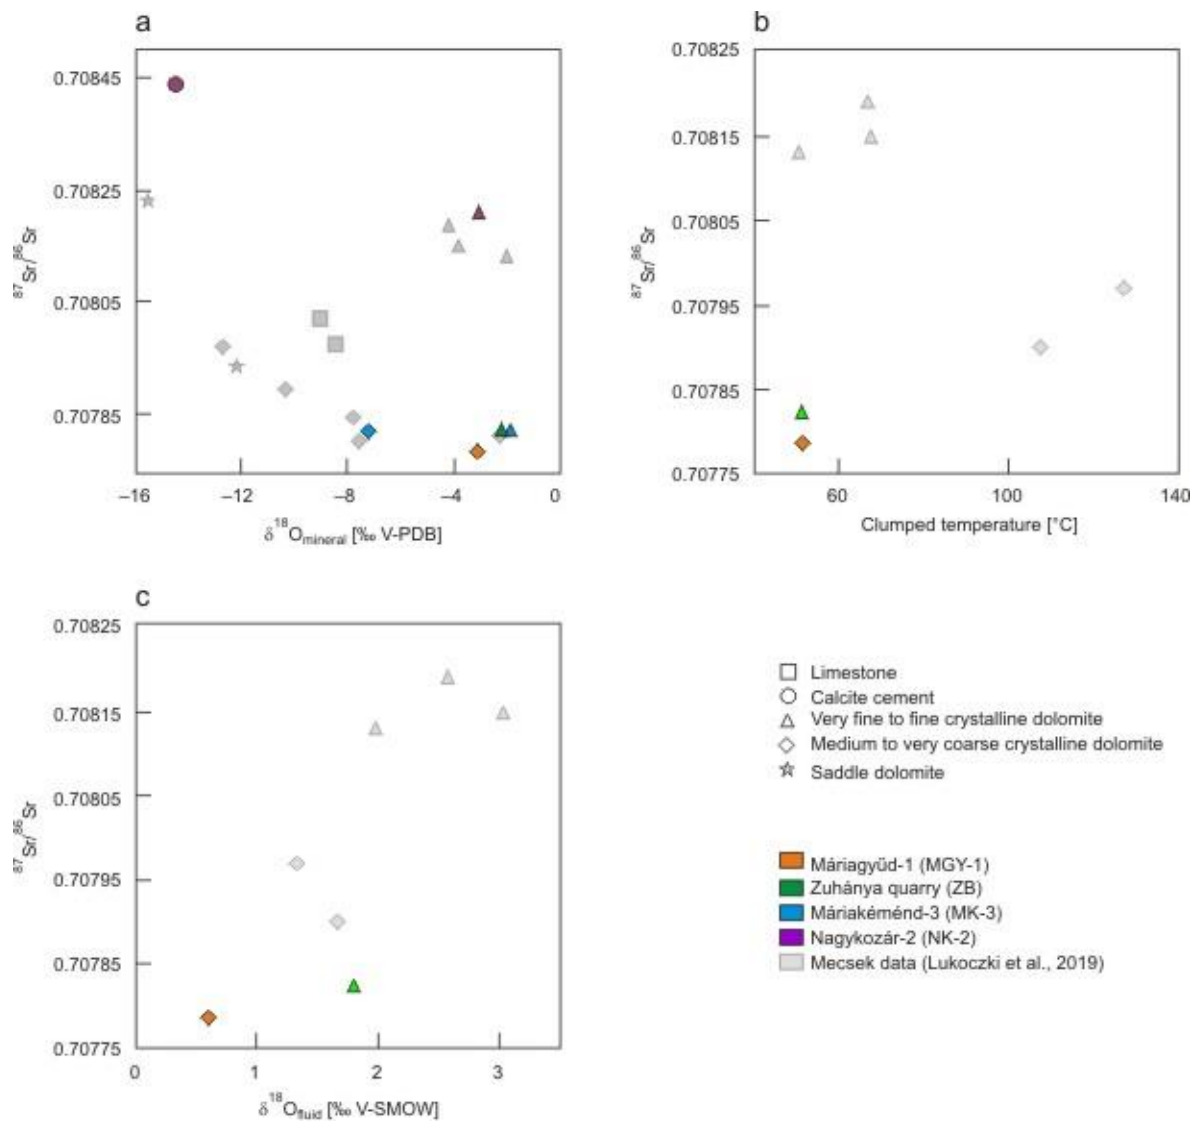 a
0.70845
0.70825
0.70805
0.70785
87Sr/86Sr
–16
–12
–8
–4
0
δ18Omineral [‰ V-PDB]
b
0.70825
0.70815
0.70805
0.70795
0.70785
0.70775
87Sr/86Sr
60
100
140
Clumped temperature [°C]
c
0.70825
0.70815
0.70805
0.70795
0.70785
0.70775
87Sr/86Sr
0
1
2
3
δ18Ofluid [‰ V-SMOW]
Limestone
Calcite cement
Very fine to fine crystalline dolomite
Medium to very coarse crystalline dolomite
Saddle dolomite
Máriagyűd-1 (MGY-1)
Zuhánya quarry (ZB)
Máriakéménd-3 (MK-3)
Nagykozár-2 (NK-2)
Mecsek data (Lukoczki et al., 2019)